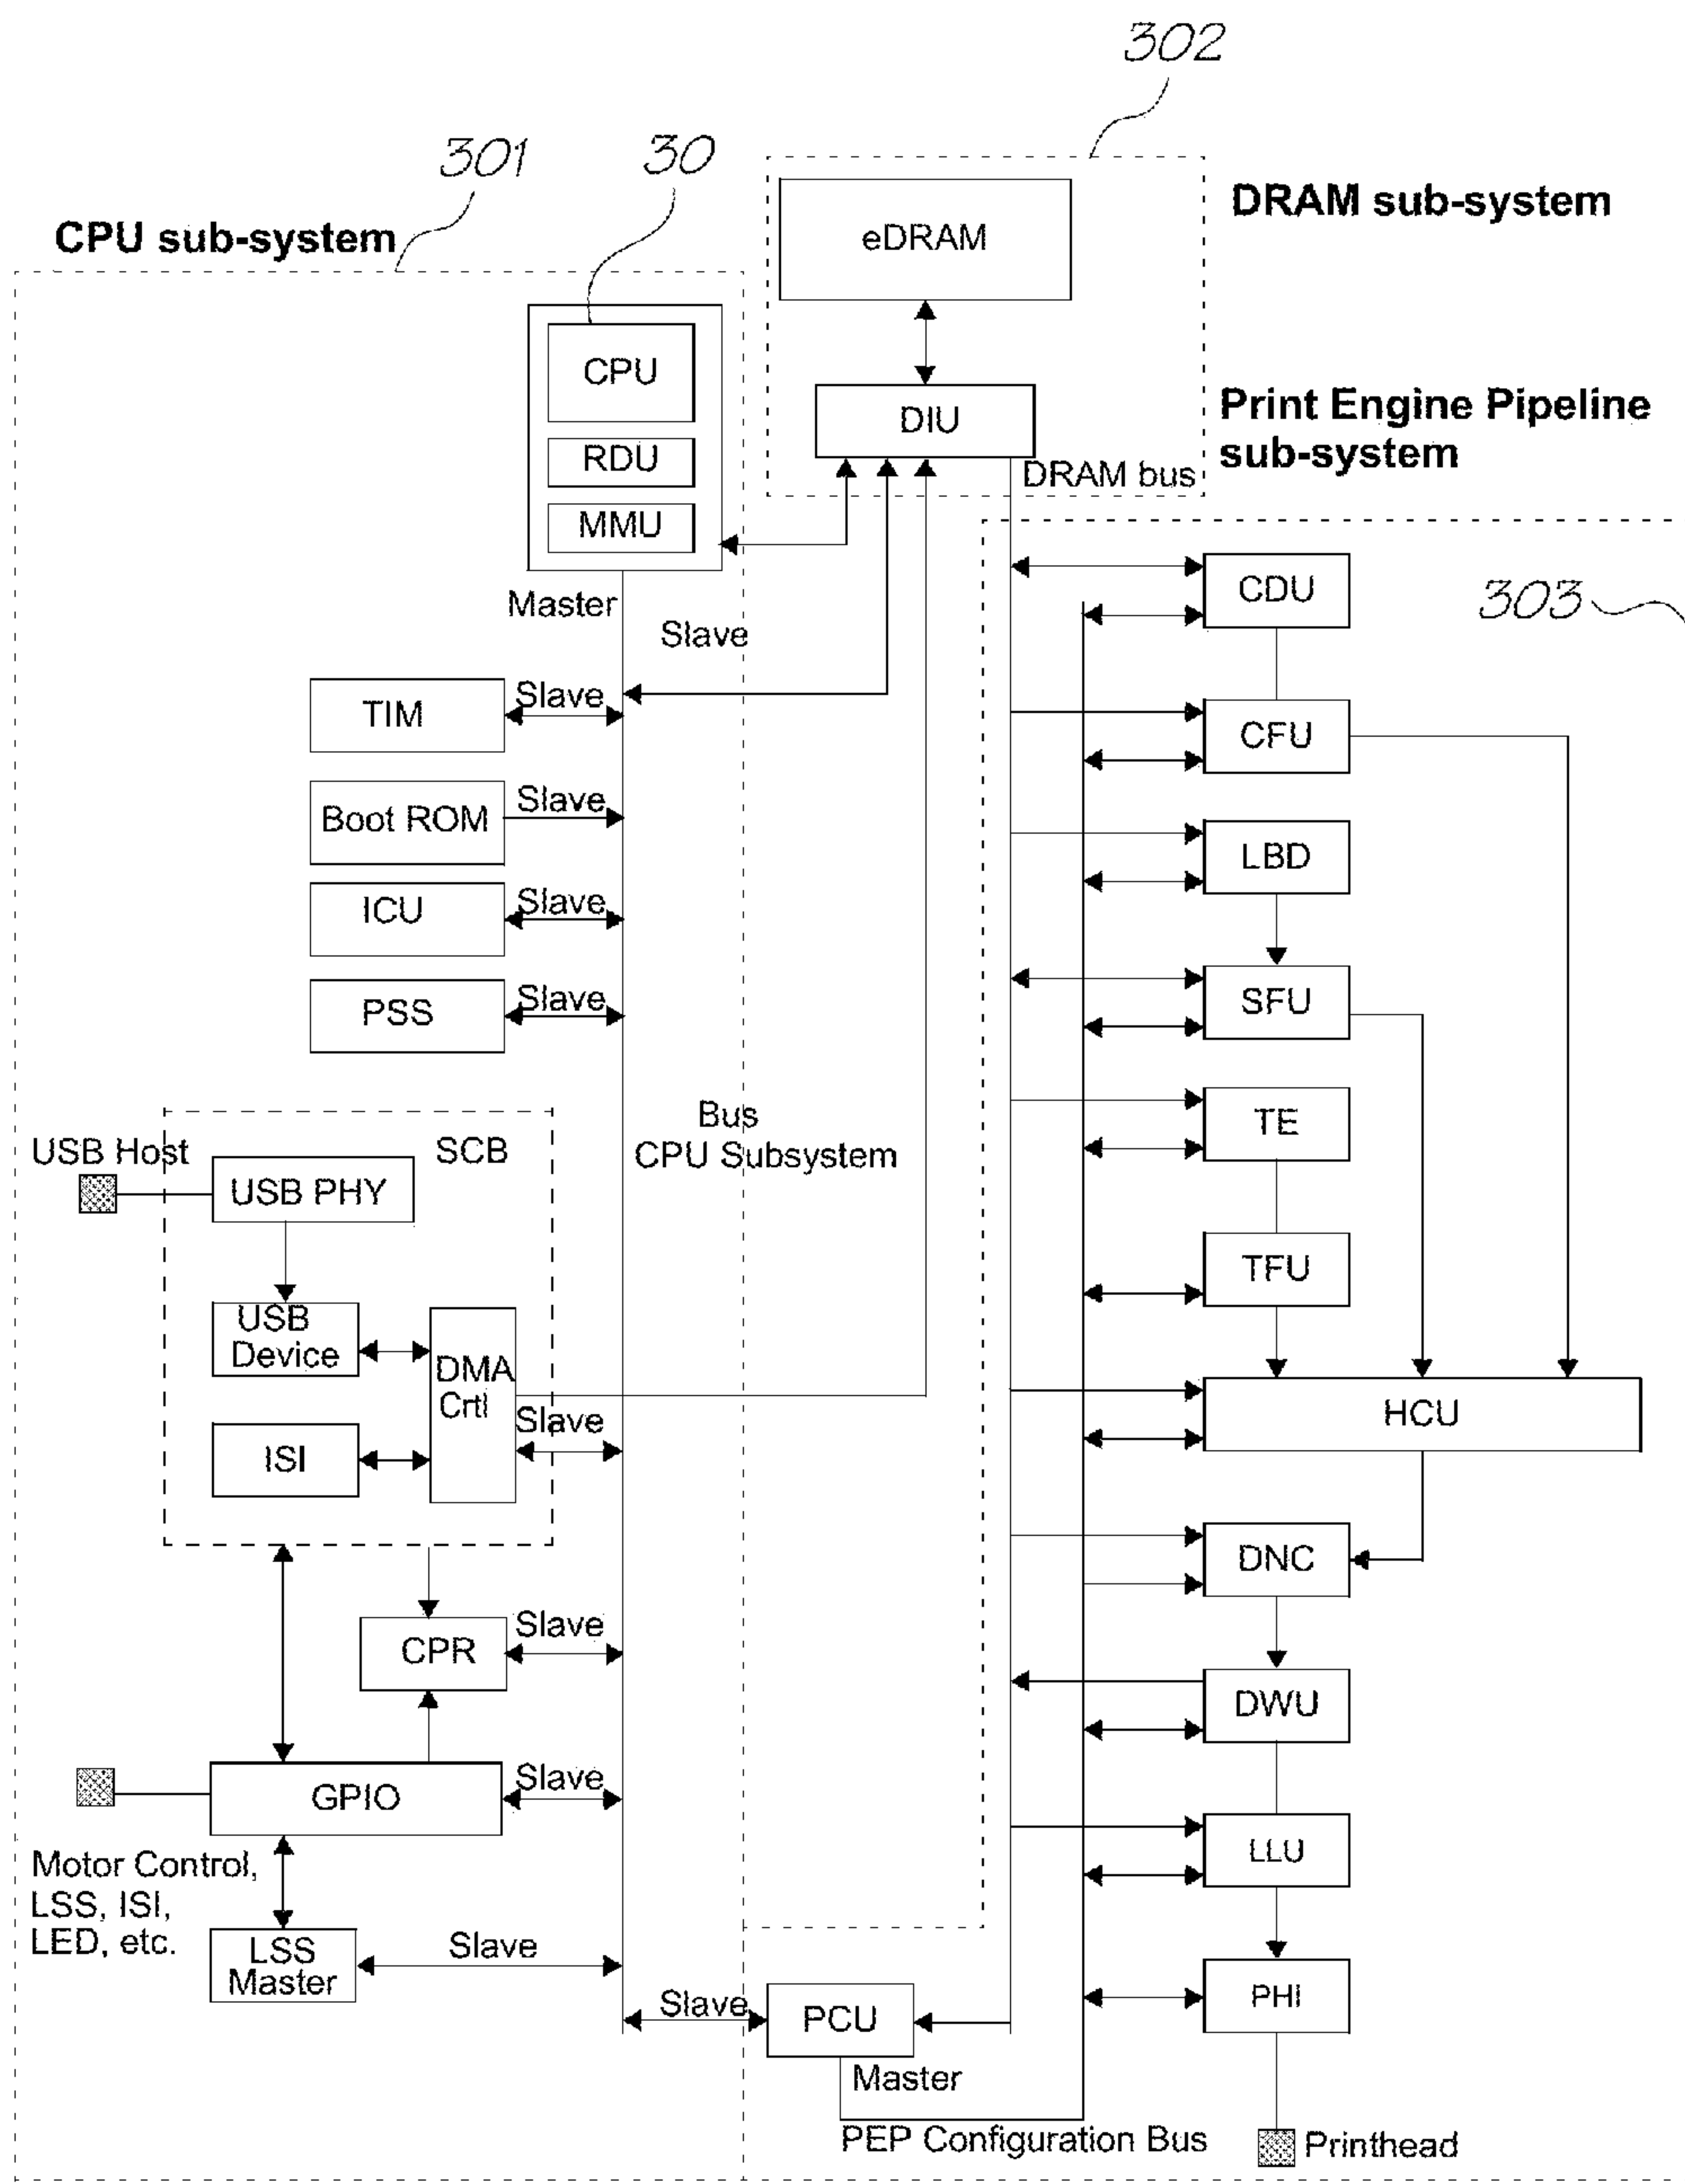 302
301
30
CPU sub-system
DRAM sub-system
eDRAM
CPU
DIU
Print Engine Pipeline
sub-system
RDU
DRAM bus
MMU
Master
Slave
CDU
303
TIM
Slave
CFU
Boot ROM
Slave
LBD
ICU
Slave
PSS
Slave
SFU
Bus
CPU Subsystem
TE
USB Host
SCB
USB PHY
TFU
USB
Device
DMA
Crtl
Slave
HCU
ISI
DNC
CPR
Slave
DWU
GPIO
Slave
Motor Control,
LSS, ISI,
LED, etc.
LLU
LSS
Master
Slave
Slave
PCU
PHI
Master
PEP Configuration Bus
Printhead